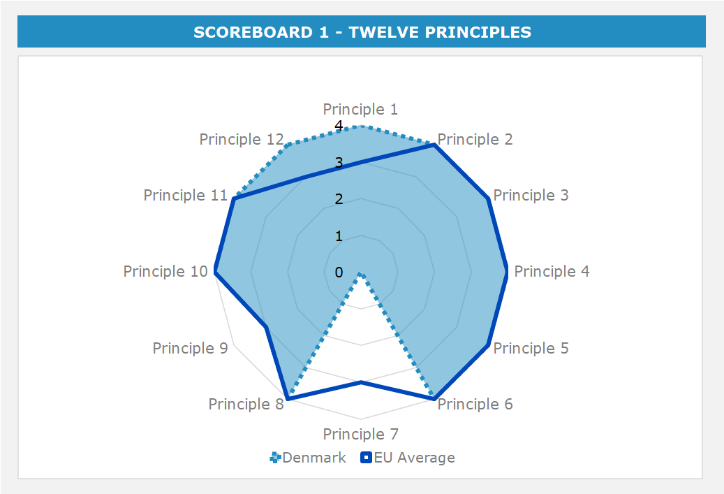 SCOREBOARD 1 - TWELVE PRINCIPLES
Principle 1
Principle 12
4
Principle 2
3
Principle 11
Principle 3
2
1
Principle 10
0
Principle 4
Principle 9
Principle 5
Principle 8
Principle 6
Principle 7
Denmark
EU Average